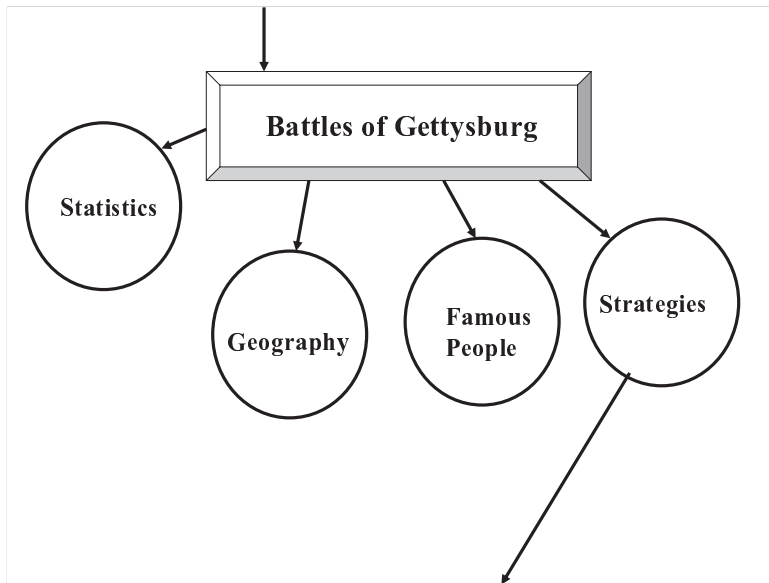 Battles of Gettysburg
Statistics
Geography
Famous
People
Strategies